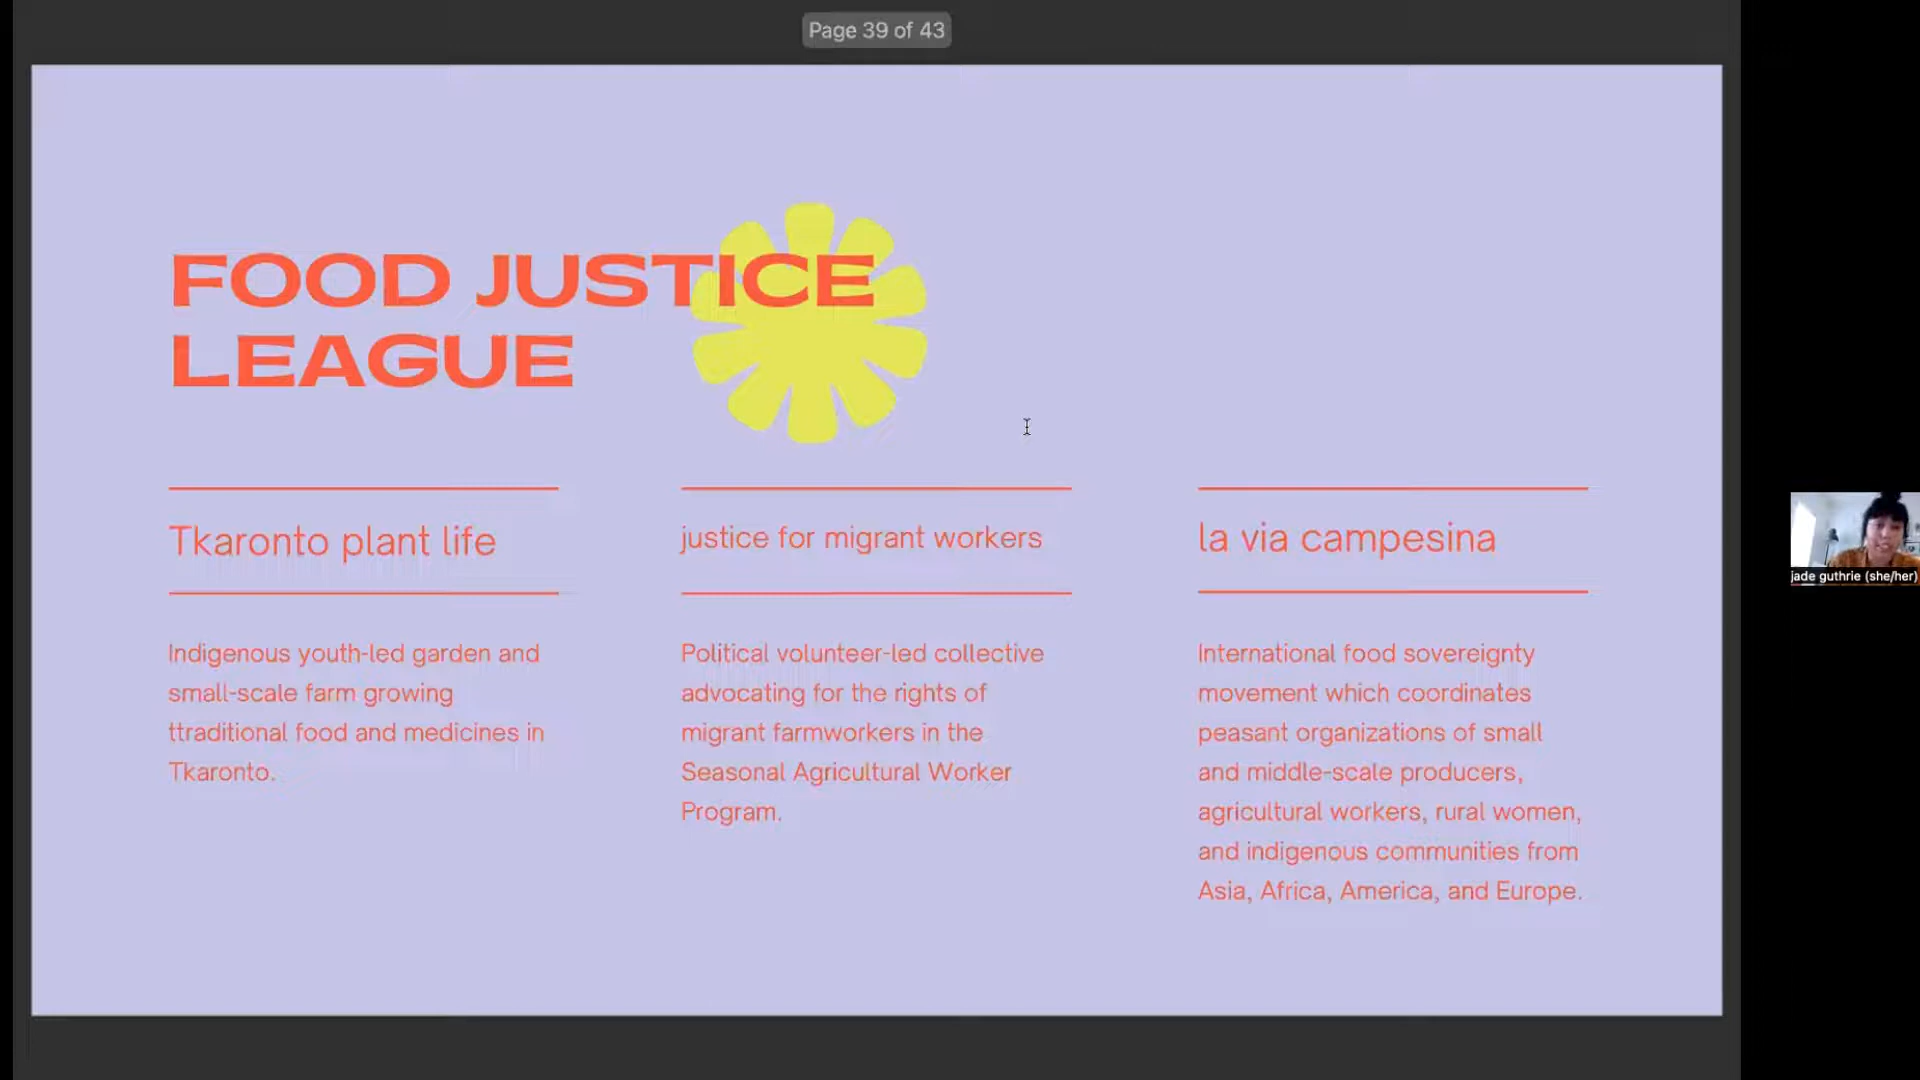 Page 39 of 43
FOOD JUSTICE
LEAGUE
Tkaronto plant life
Indigenous youth-led garden and
small-scale farm growing
ttraditional food and medicines in
Tkaronto.
justice for migrant workers
Political volunteer-led collective
advocating for the rights of
migrant farmworkers in the
Seasonal Agricultural Worker
Program.
la via campesina
International food sovereignty
movement which coordinates
peasant organizations of small
and middle-scale producers,
agricultural workers, rural women,
and indigenous communities from
Asia, Africa, America, and Europe.
jade guthrie (she/her)